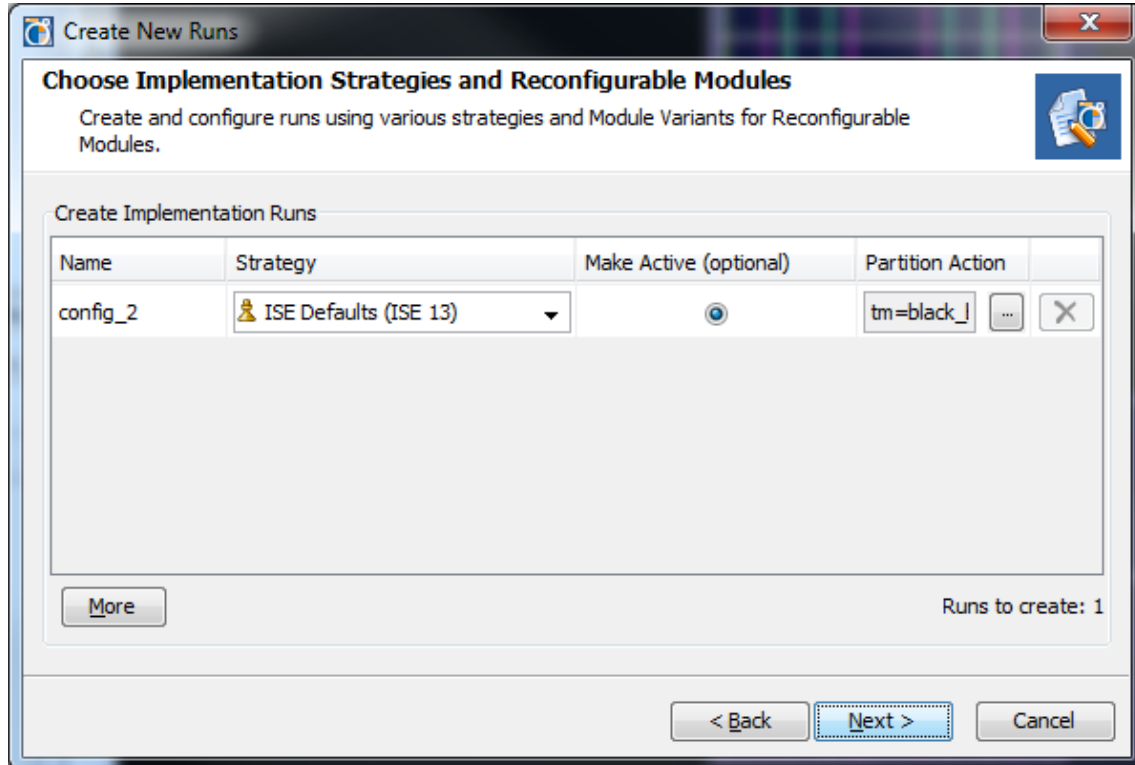 Create New Runs
Choose Implementation Strategies and Reconfigurable Modules
Create and configure runs using various strategies and Module Variants for Reconfigurable
Modules.
Create Implementation Runs
Name Strategy Make Active (optional) Partition Action
config_2 ISE Defaults (ISE 13) tm=black_ ...
More Runs to create: 1
< Back Next > Cancel